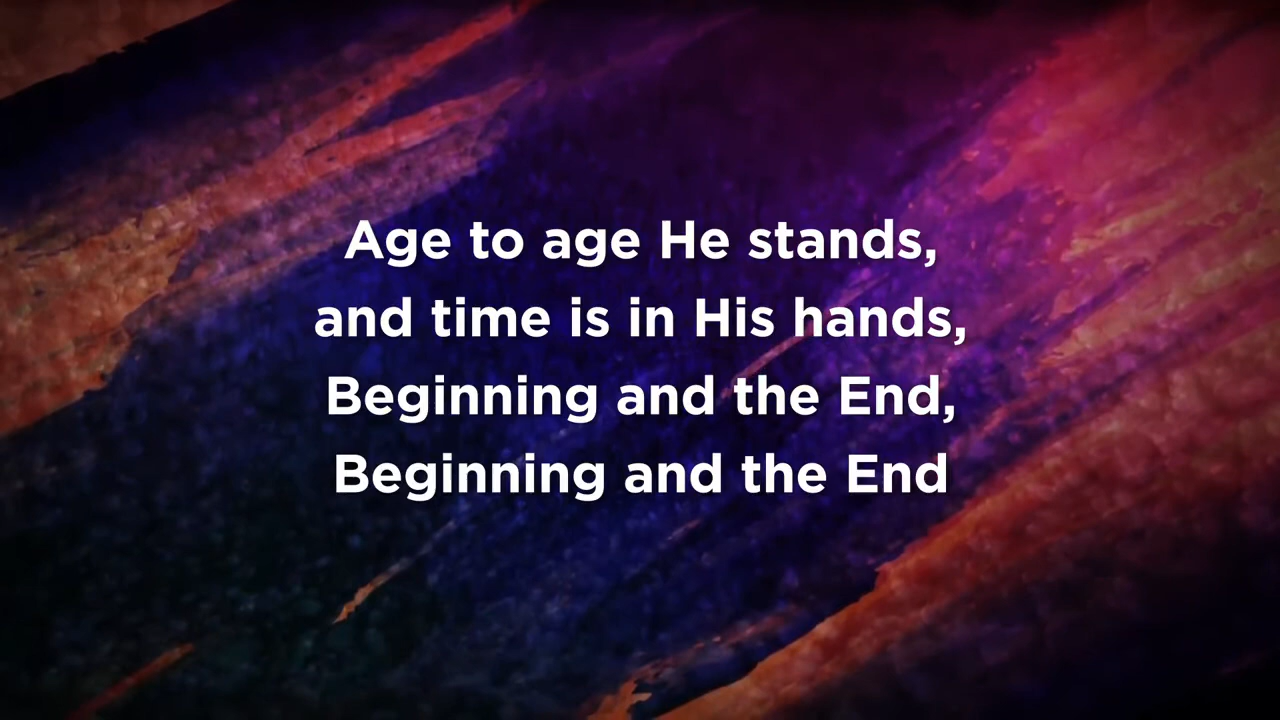 Age to age He stands,
and time is in His hands,
Beginning and the End,
Beginning and the End